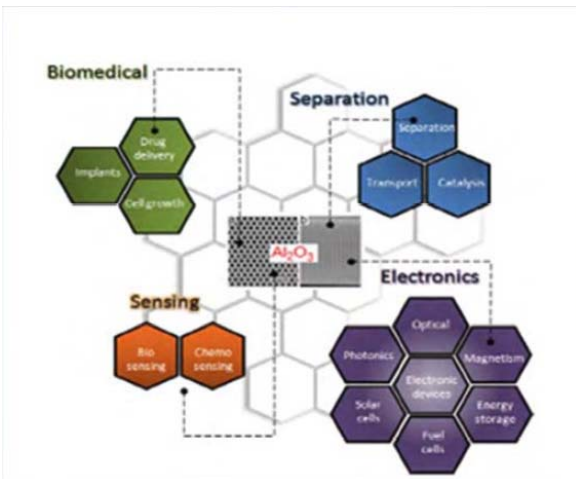 Biomedical
Separation
Drug
delivery
Implants
Cell growth
Separation
Transport
Catalysis
Al2O3
Electronics
Sensing
Bio
sensing
Chemo
sensing
Optical
Photonics
Magnetism
Electronic
devices
Solar
cells
Energy
storage
Fuel
cells